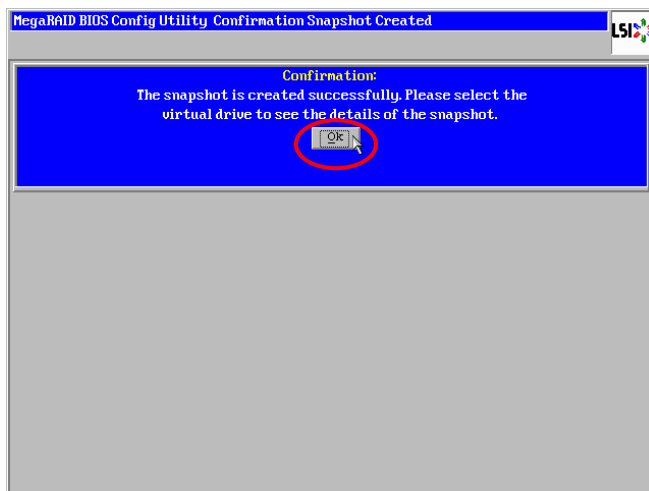 MegaRAID BIOS Config Utility Confirmation Snapshot Created
LSI
Confirmation:
The snapshot is created successfully. Please select the
virtual drive to see the details of the snapshot.
Ok